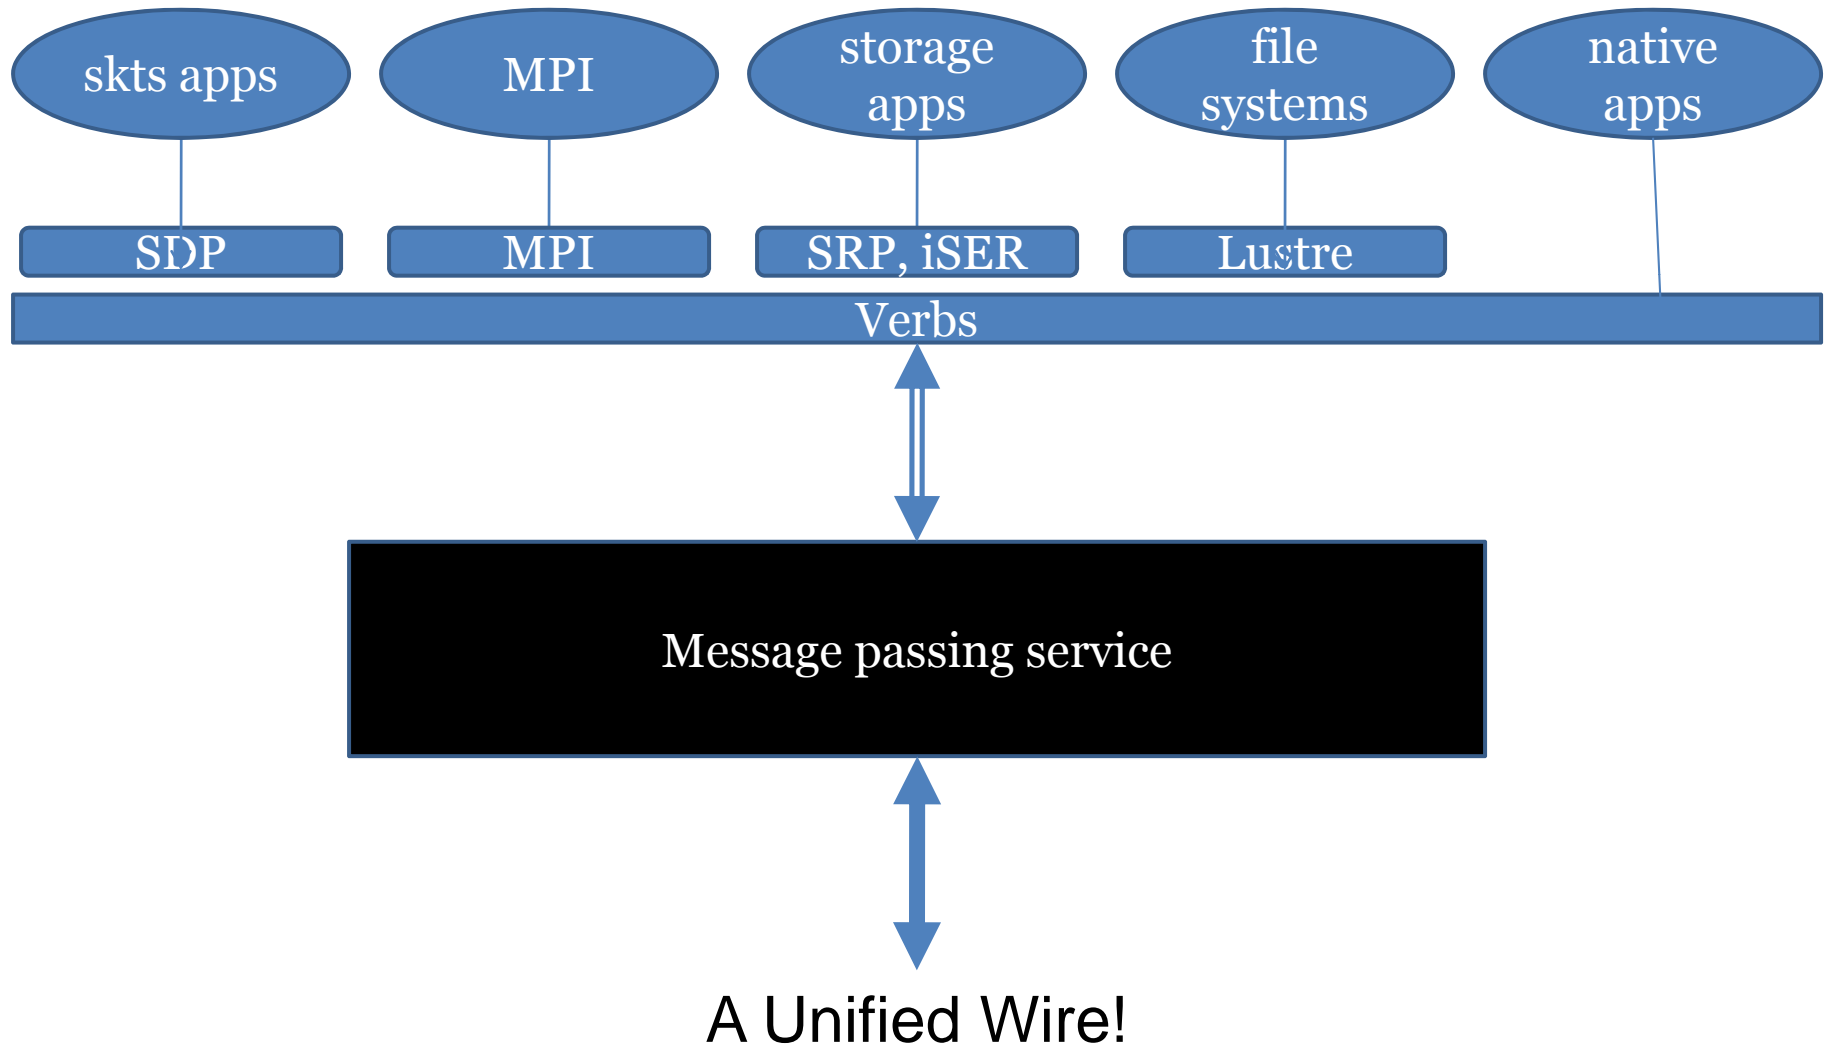 skts apps
MPI
storage
apps
file
systems
native
apps
SDP
MPI
SRP, iSER
Lustre
Verbs
Message passing service
A Unified Wire!